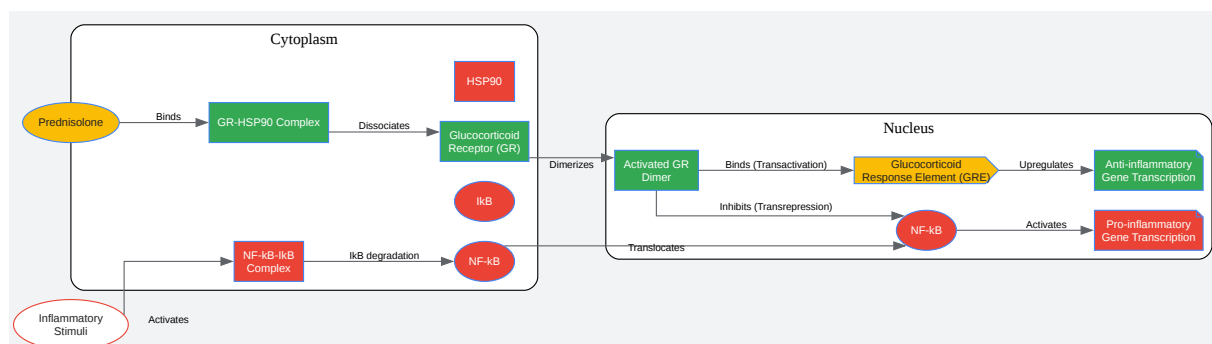 Cytoplasm
HSP90
Prednisolone
Binds
GR-HSP90 Complex
Dissociates
Glucocorticoid
Receptor (GR)
Dimerizes
IkB
NF-kB-IkB
Complex
IkB degradation
NF-kB
Translocates
Inflammatory
Stimuli
Activates
Nucleus
Activated GR
Dimer
Binds (Transactivation)
Glucocorticoid
Response Element (GRE)
Upregulates
Anti-inflammatory
Gene Transcription
Inhibits (Transrepression)
NF-kB
Activates
Pro-inflammatory
Gene Transcription